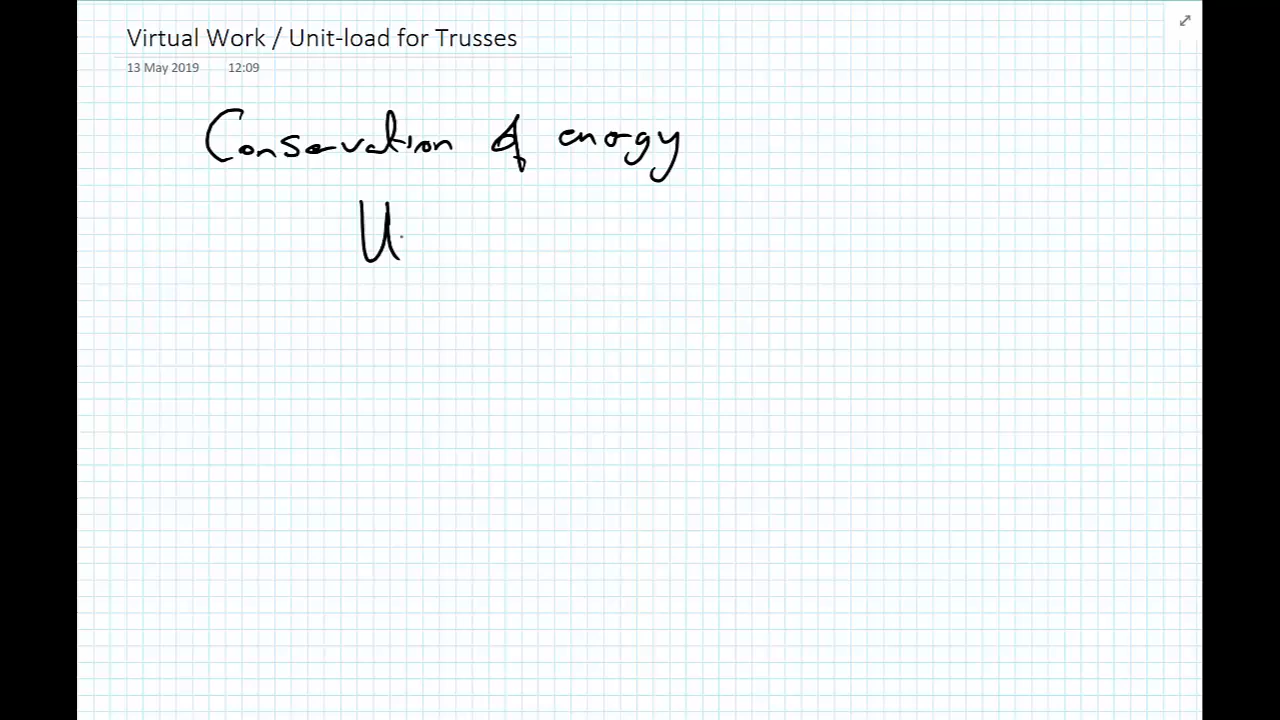 Virtual Work / Unit-load for Trusses
13 May 2019 12:09
Conservation of energy
U